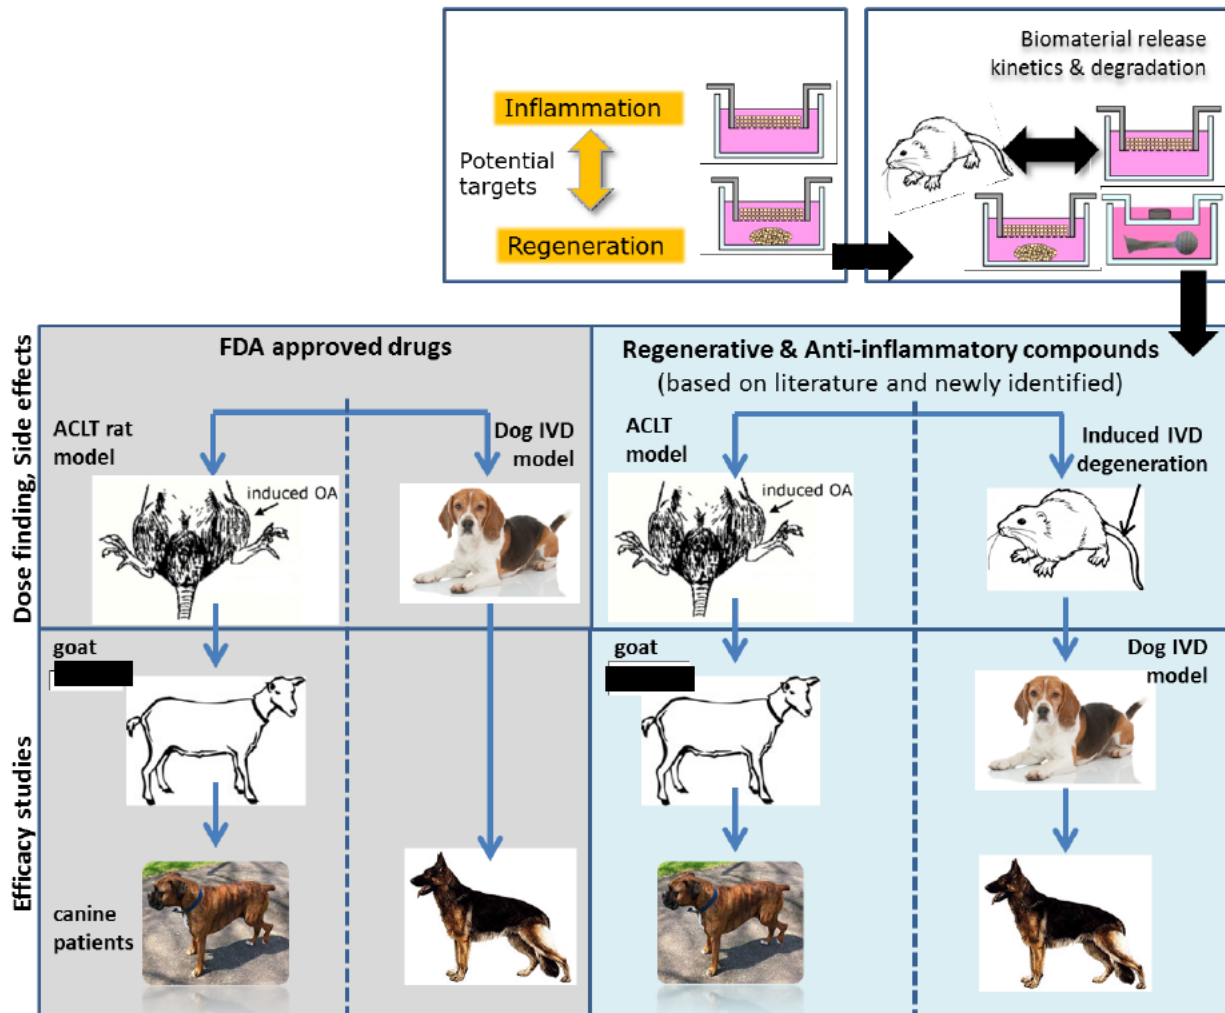 Inflammation
Potential
targets
Regeneration
Biomaterial release
kinetics & degradation
Dose finding, Side effects
FDA approved drugs
ACLT rat
model
induced OA
Dog IVD
model
Regenerative & Anti-inflammatory compounds
(based on literature and newly identified)
ACLT
model
induced OA
Induced IVD
degeneration
Efficacy studies
goat
canine
patients
goat
Dog IVD
model